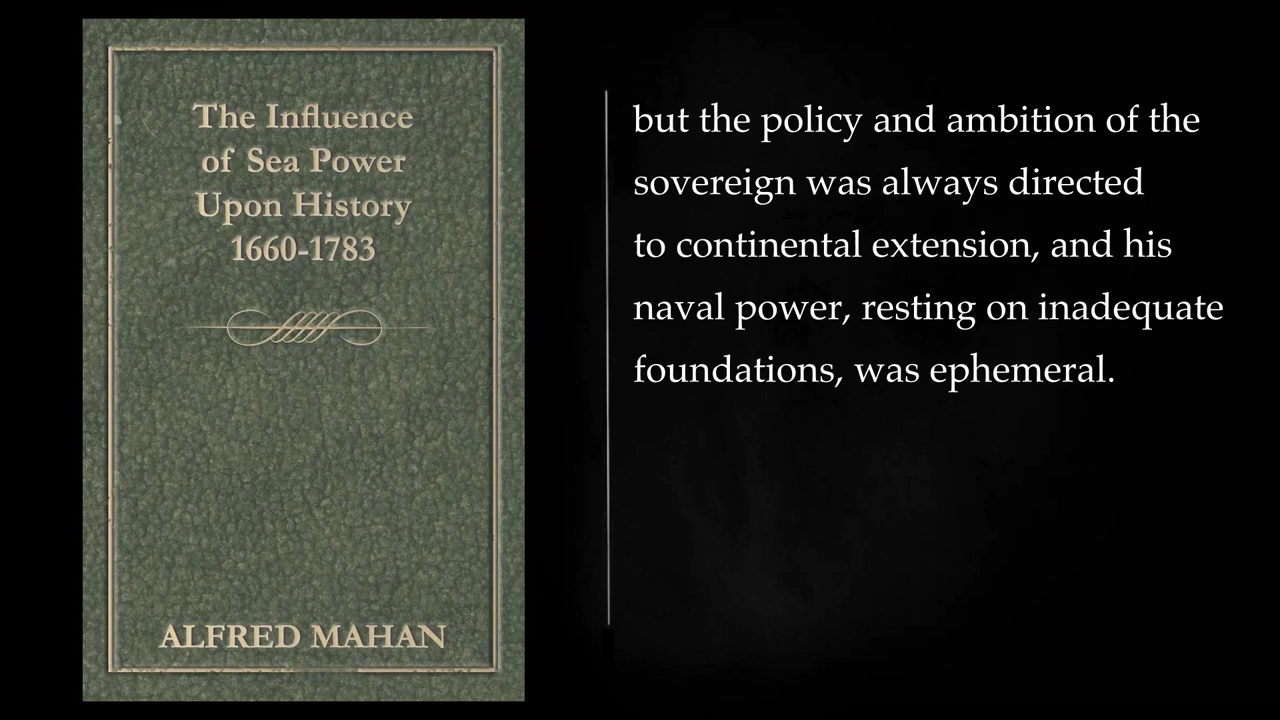 The Influence
of Sea Power
Upon History
1660-1783
ALFRED MAHAN
but the policy and ambition of the
sovereign was always directed
to continental extension, and his
naval power, resting on inadequate
foundations, was ephemeral.